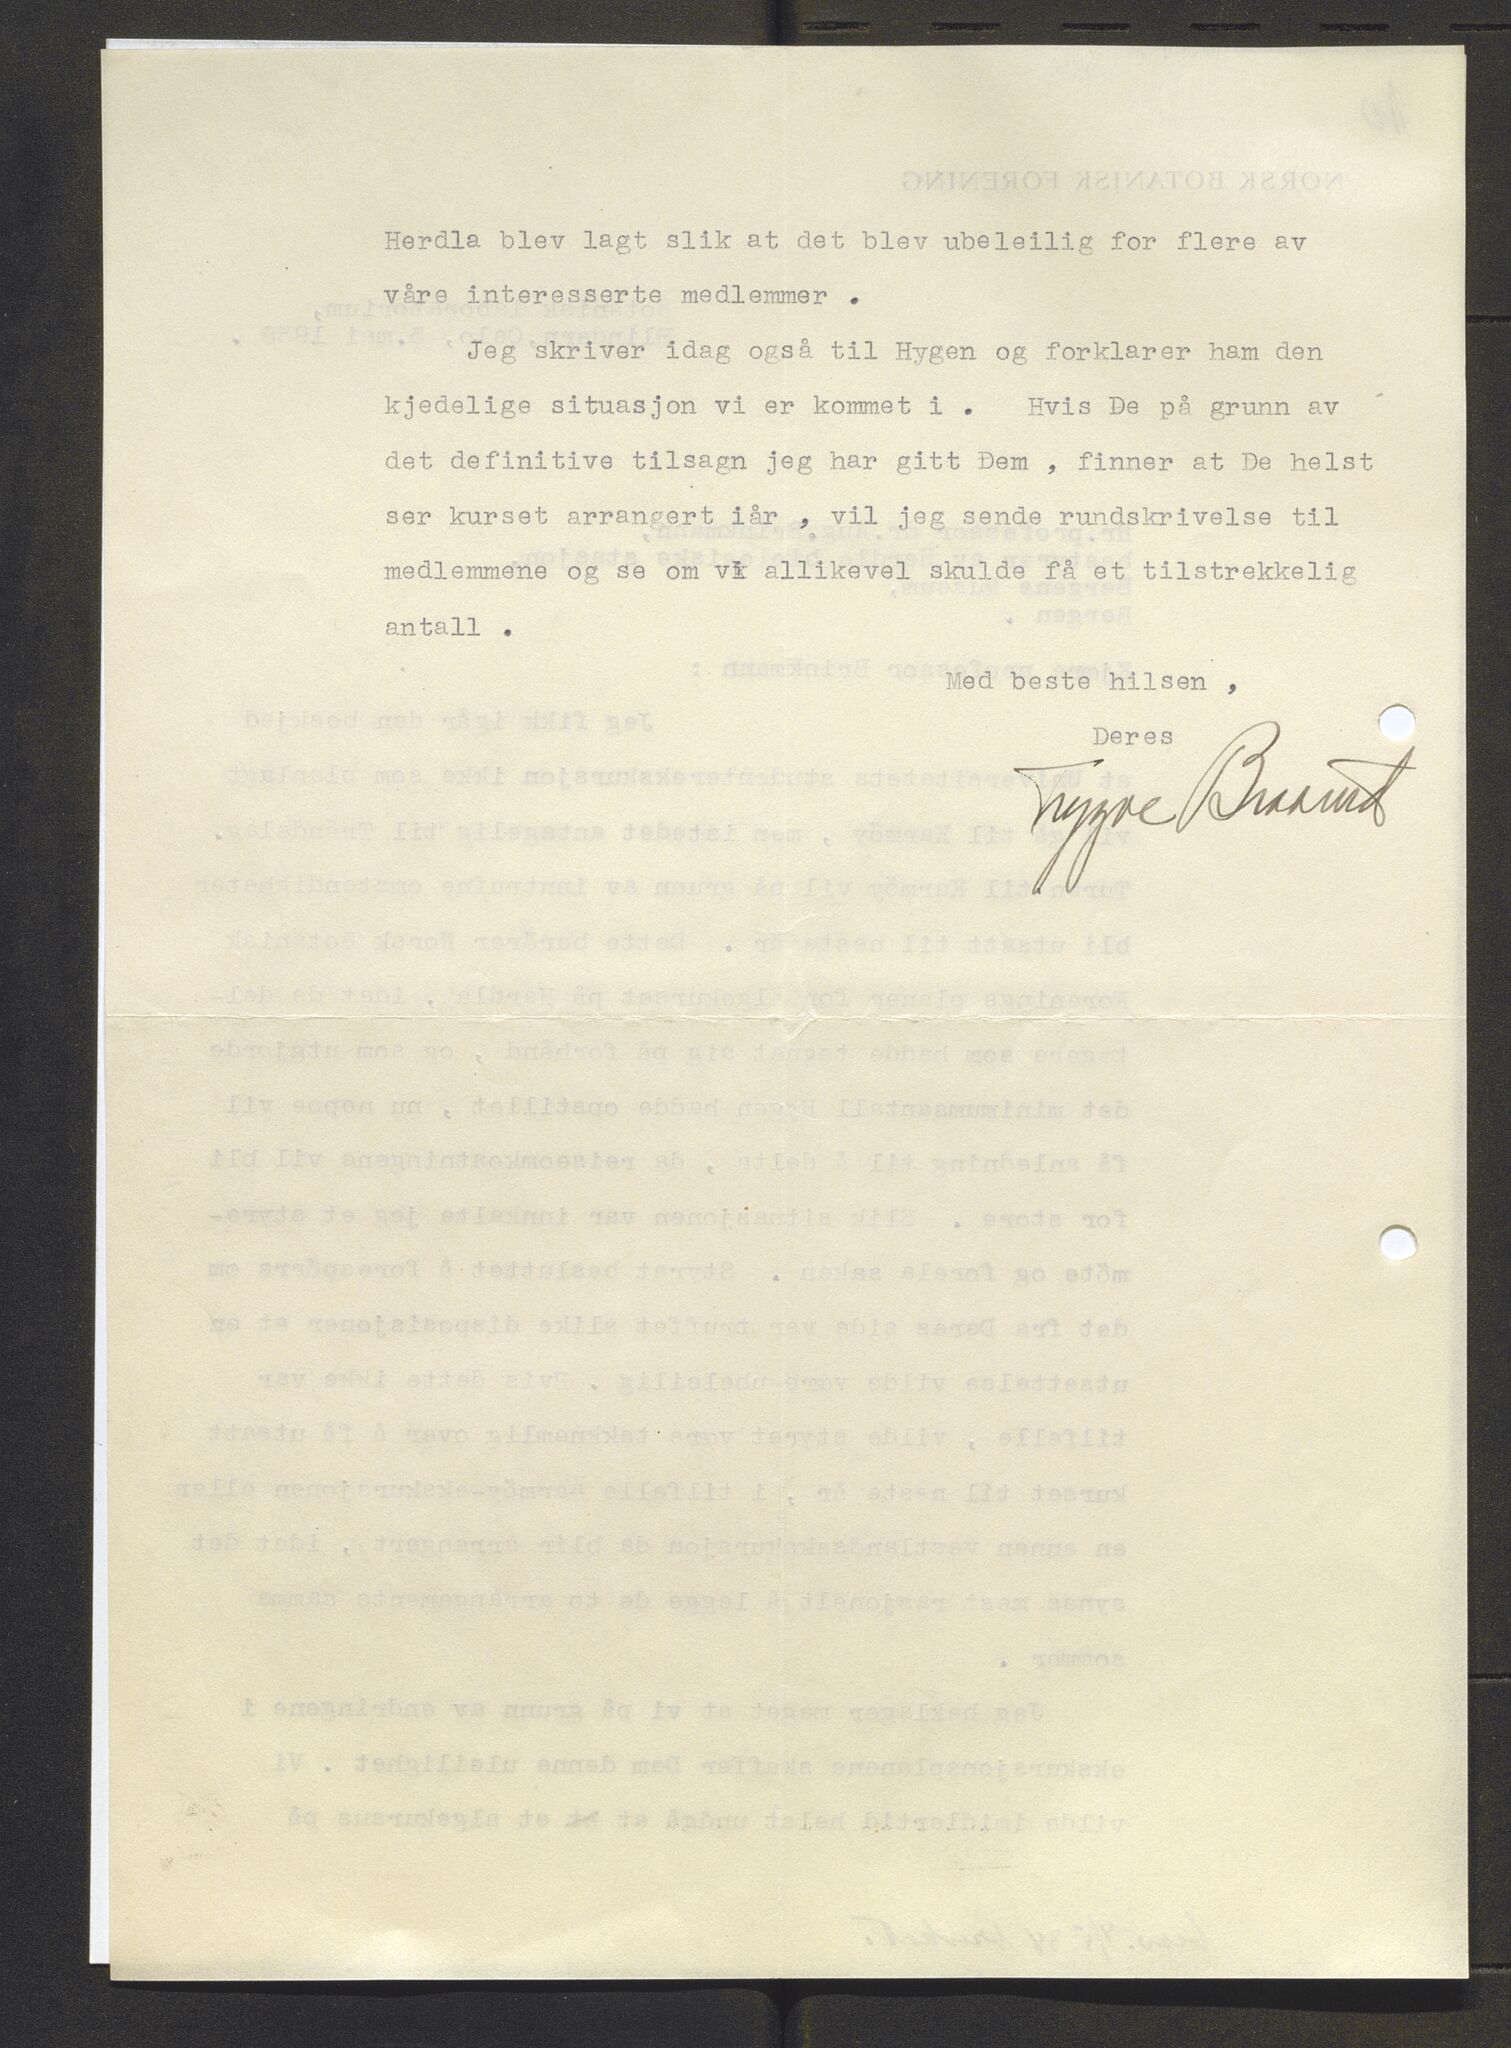 Herdla blev lagt slik at det blev ubeleilig for flere av
våre interesserte medlemmer .
Jeg skriver idag også til Hygen og forklarer ham den
kjedelige situasjon vi er kommet i . Hvis De på grunn av
det definitive tilsagn jeg har gitt Dem , finner at De helst
ser kurset arrangert iår , vil jeg sende rundskrivelse til
medlemmene og se om vi allikevel skulde få et tilstrekkelig
antall .
Med beste hilsen ,
Deres
Trygve Braarud